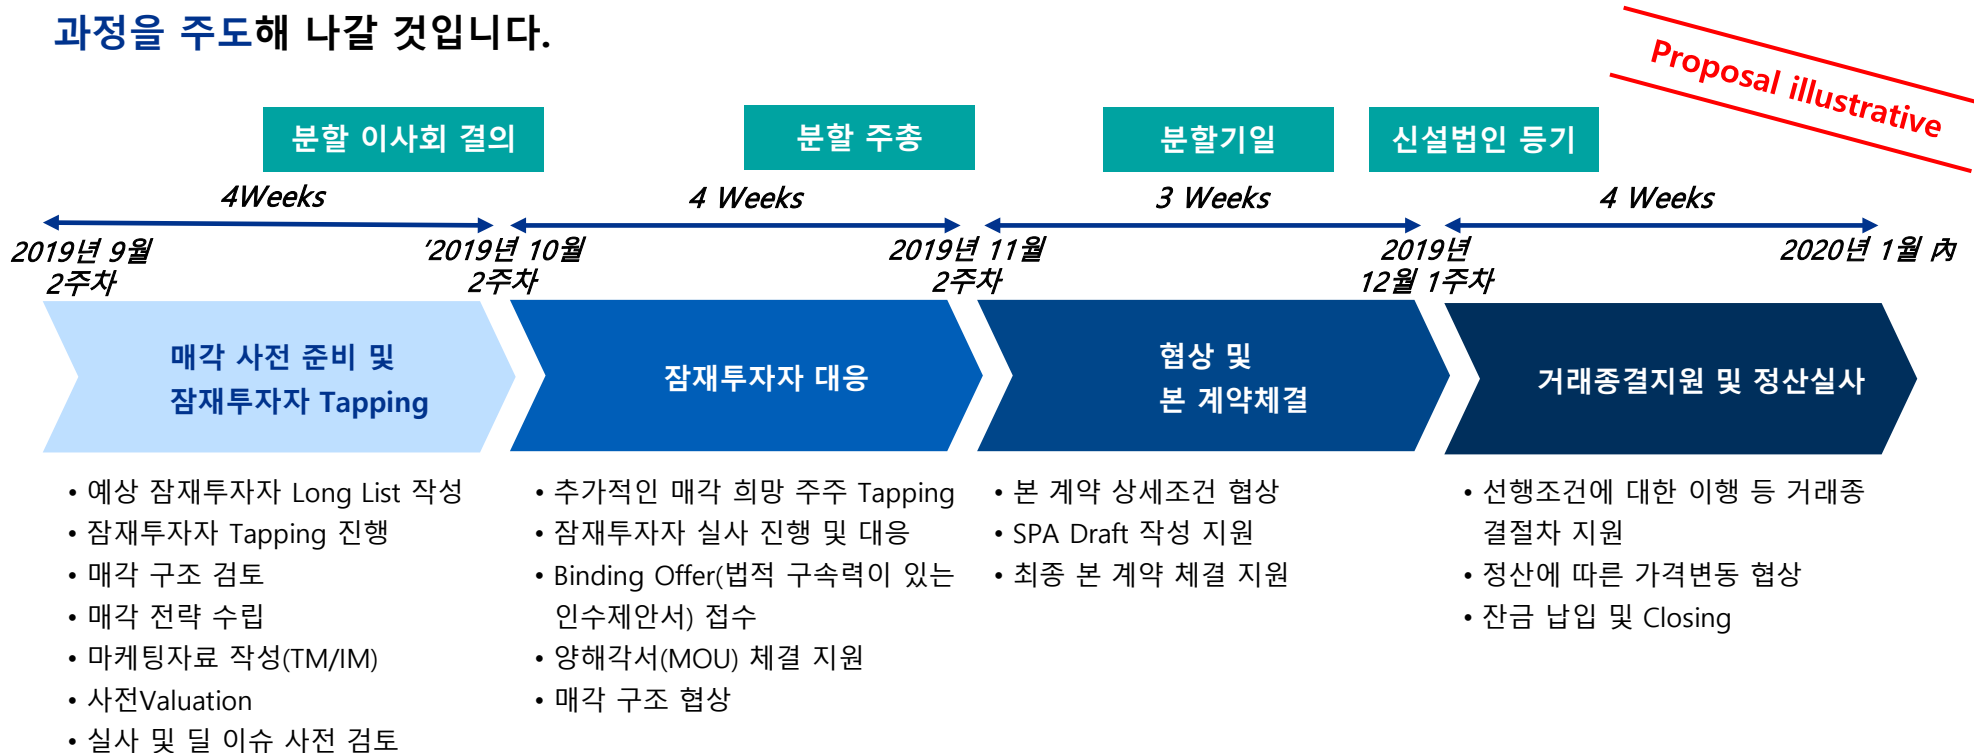 과정을 주도해 나갈 것입니다.
Proposal illustrative
분할 이사회 결의
분할 주총
분할기일
신설법인 등기
4Weeks
4 Weeks
3 Weeks
4 Weeks
2019년 9월
2주차
'2019년 10월
2주차
2019년 11월
2주차
2019년
12월 1주차
2020년 1월 內
매각 사전 준비 및
잠재투자자 Tapping
잠재투자자 대응
협상 및
본 계약체결
거래종결지원 및 정산실사
• 예상 잠재투자자 Long List 작성
• 잠재투자자 Tapping 진행
• 매각 구조 검토
• 매각 전략 수립
• 마케팅자료 작성(TM/IM)
• 사전Valuation
• 실사 및 딜 이슈 사전 검토
• 추가적인 매각 희망 주주 Tapping
• 잠재투자자 실사 진행 및 대응
• Binding Offer(법적 구속력이 있는
인수제안서) 접수
• 양해각서(MOU) 체결 지원
• 매각 구조 협상
• 본 계약 상세조건 협상
• SPA Draft 작성 지원
• 최종 본 계약 체결 지원
• 선행조건에 대한 이행 등 거래종
결절차 지원
• 정산에 따른 가격변동 협상
• 잔금 납입 및 Closing